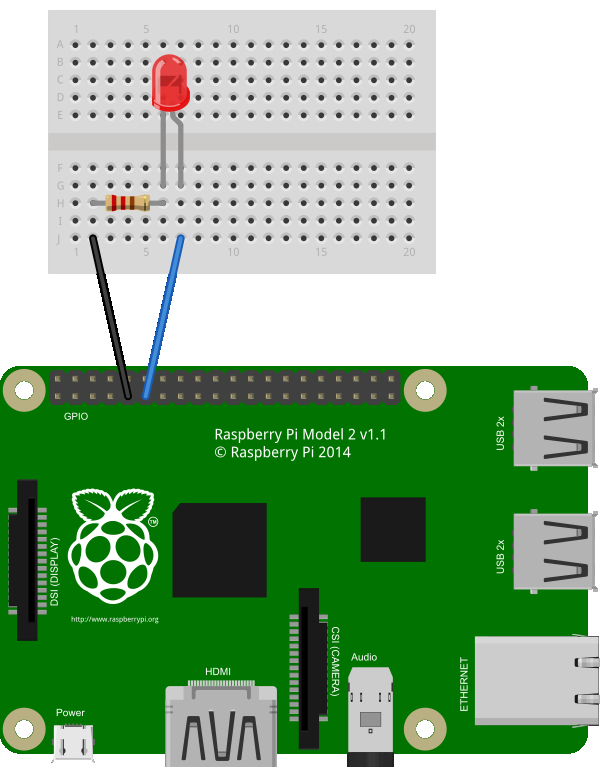 1 5 10 15 20
A
B
C
D
E
F
G
H
I
J
1 5 10 15 20
GPIO
Raspberry Pi Model 2 v1.1
© Raspberry Pi 2014
USB 2x
TM
DSI (DISPLAY)
USB 2x
http://www.raspberrypi.org
CSI (CAMERA)
Audio
HDMI
ETHERNET
Power